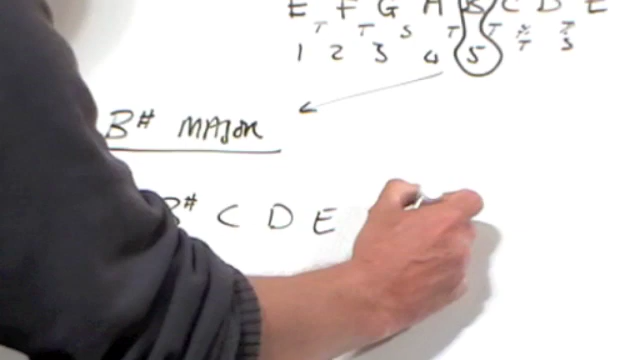 E F G A B C D E
T T S T T T S
1 2 3 4 5
B# MAJOR
B# C D E